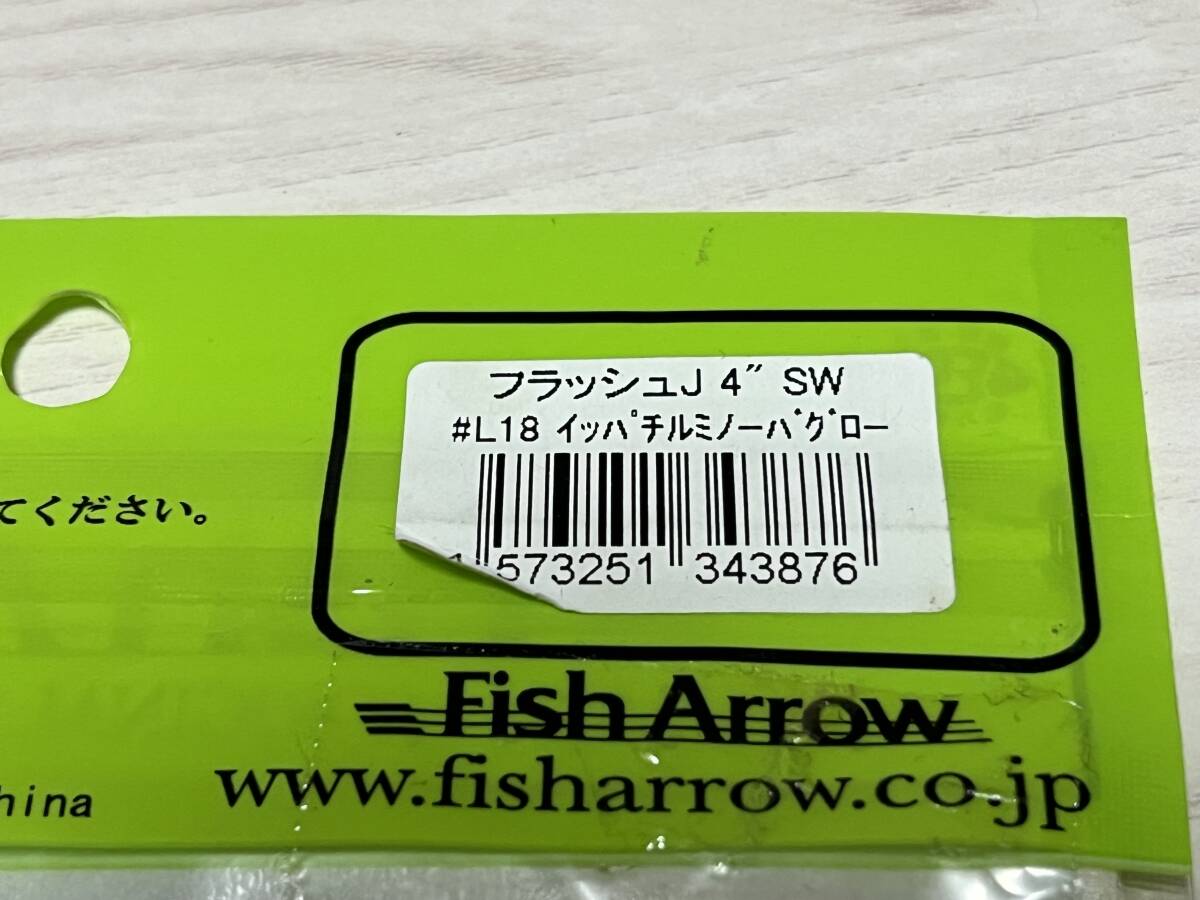 フラッシュJ 4″ SW
#L18 イッパチルミノーバグロー
573251 343876
てください。
Fish Arrow
www.fisharrow.co.jp
hina